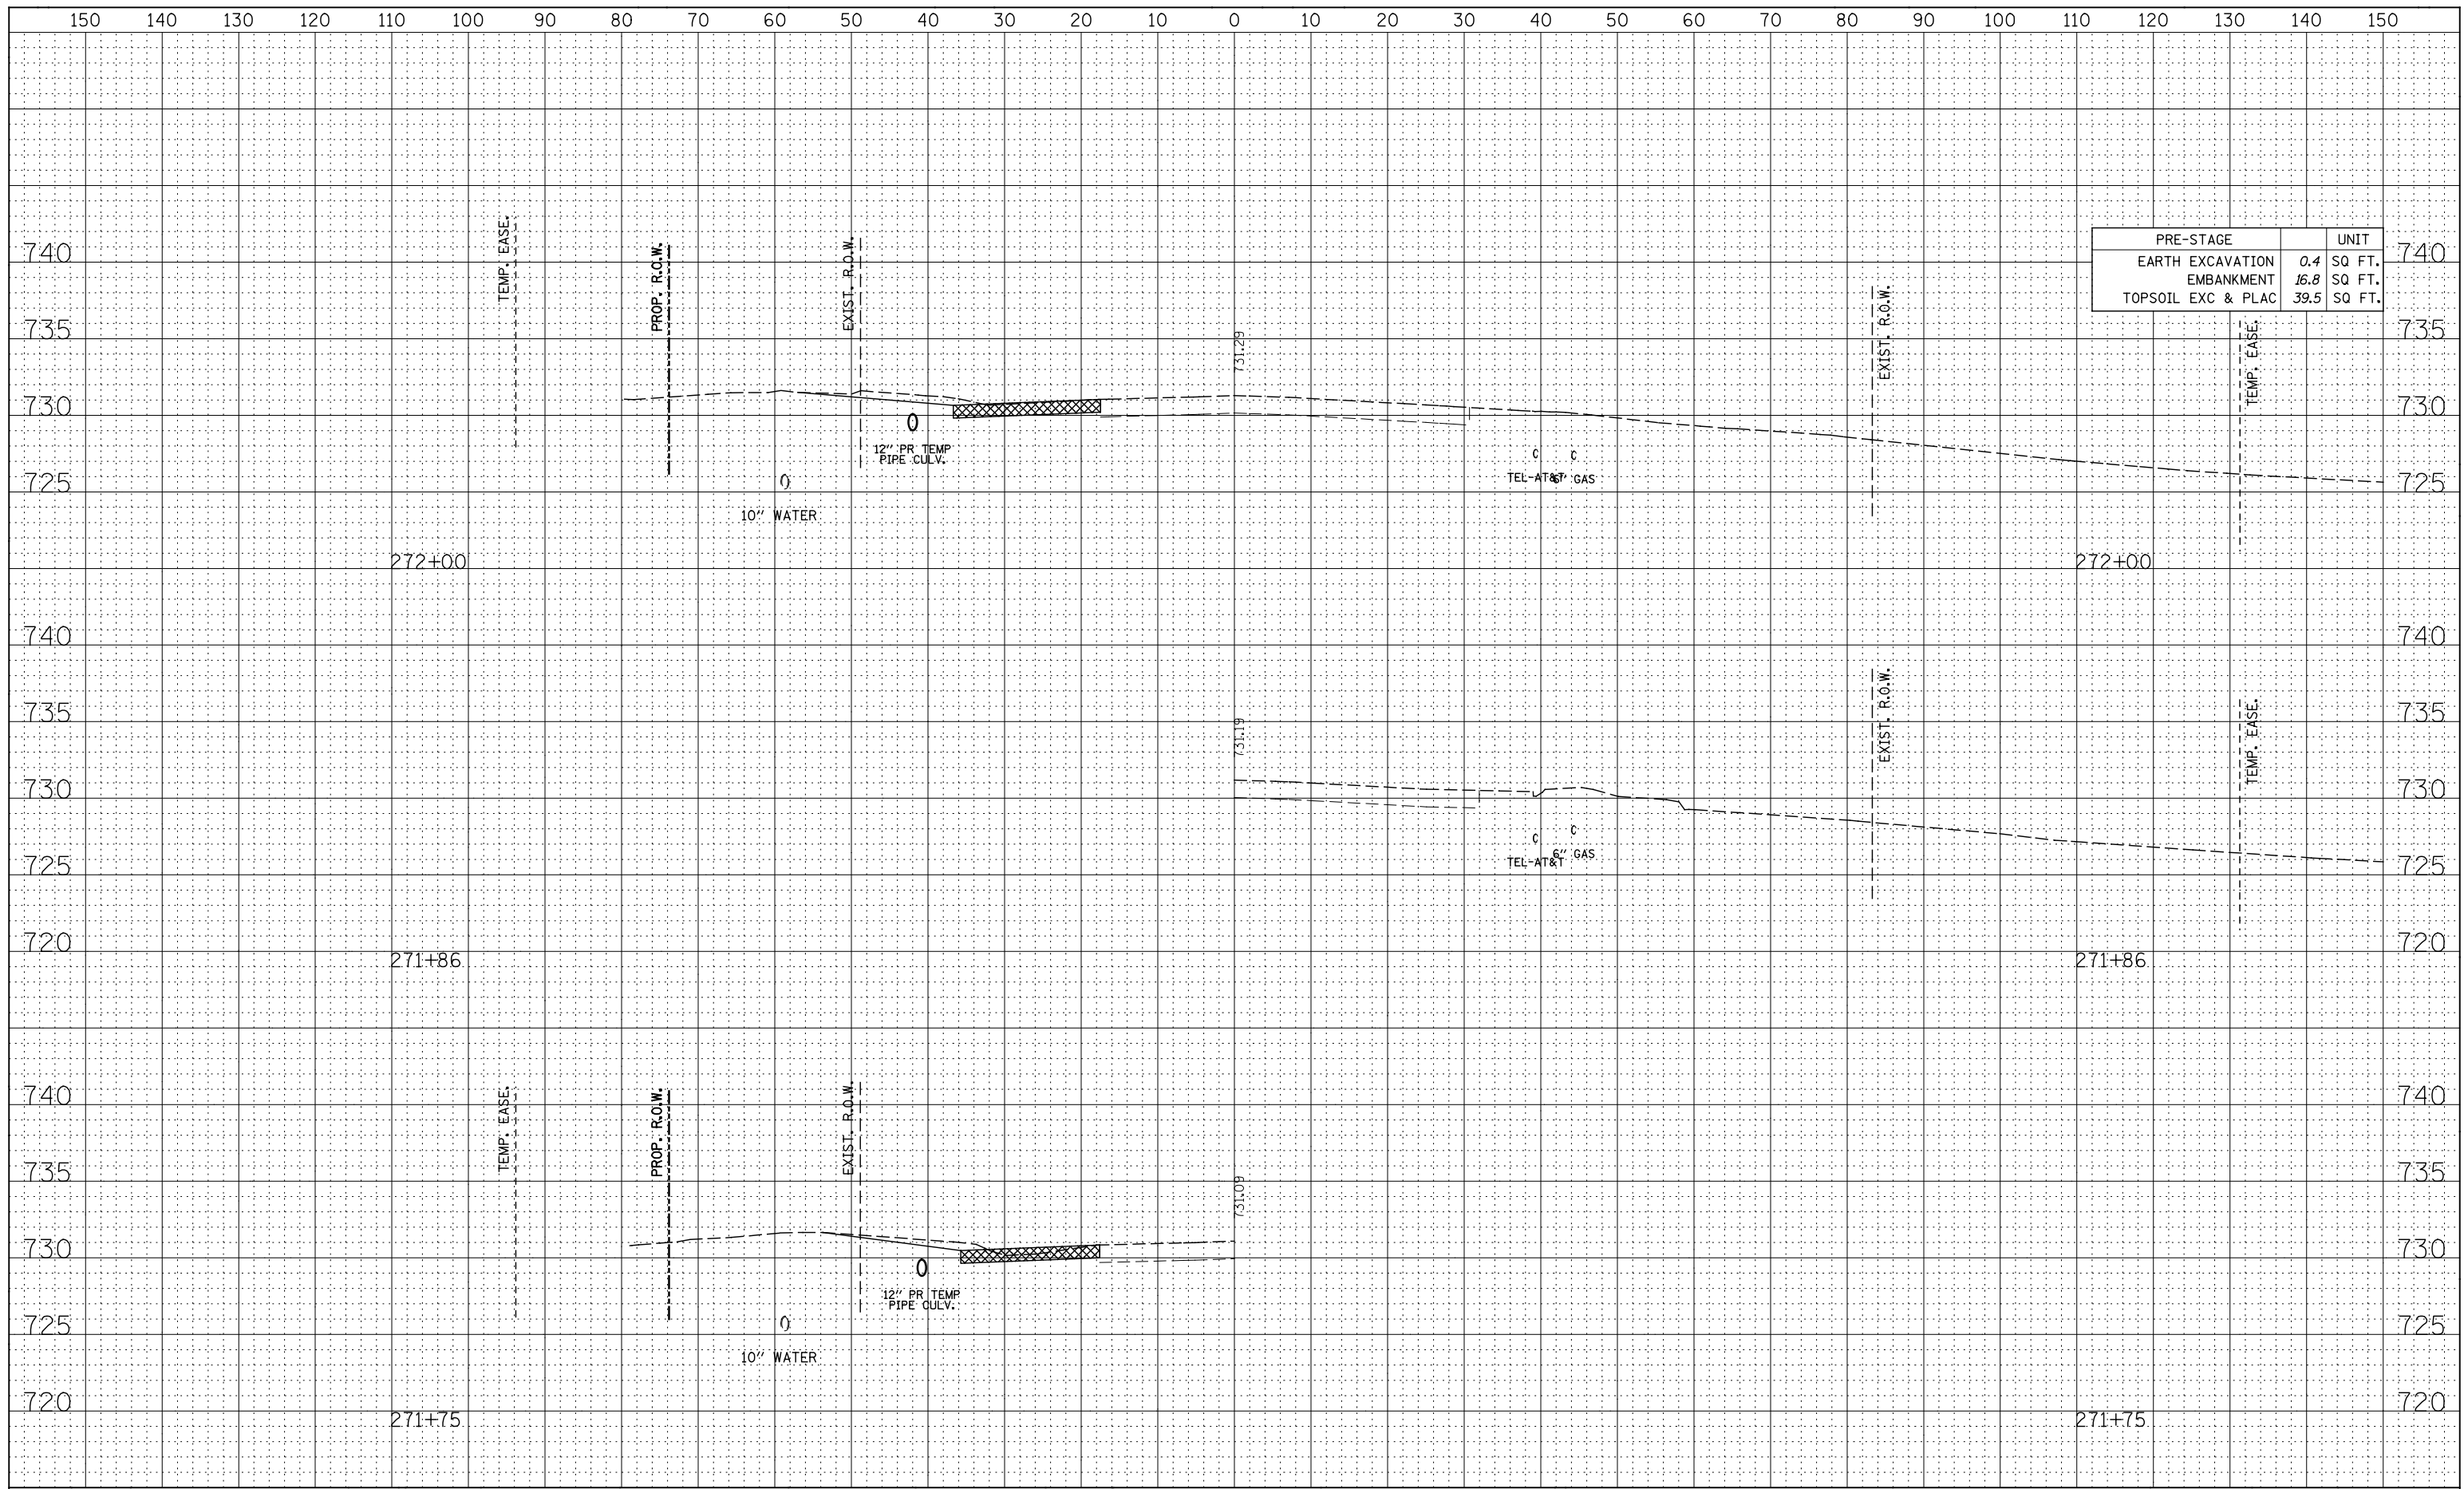 150 140 130 120 110 100 90 80 70 60 50 40 30 20 10 0 10 20 30 40 50 60 70 80 90 100 110 120 130 140 150
PRE-STAGE UNIT
EARTH EXCAVATION 0.4 SQ FT.
EMBANKMENT 16.8 SQ FT.
TOPSOIL EXC & PLAC 39.5 SQ FT.
TEMP. EASE.
PROP. R.O.W.
EXIST. R.O.W.
731.29
EXIST. R.O.W.
TEMP. EASE.
740 740
735 735
730 730
12" PR TEMP
PIPE CULV.
TEL-AT&T 6" GAS
725 725
10" WATER
272+00 272+00
740 740
EXIST. R.O.W.
TEMP. EASE.
731.19
735 735
730 730
6" GAS
TEL-AT&T
725 725
720 720
271+86 271+86
TEMP. EASE.
PROP. R.O.W.
EXIST. R.O.W.
731.09
740 740
735 735
730 730
12" PR TEMP
PIPE CULV.
725 725
10" WATER
720 720
271+75 271+75